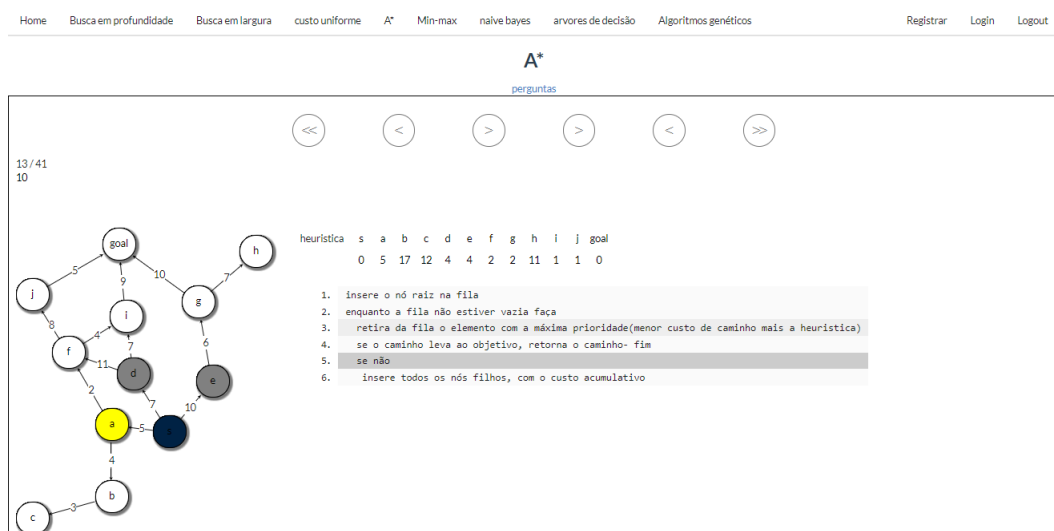 Home Busca em profundidade Busca em largura custo uniforme A* Min-max naive bayes arvores de decisão Algoritmos genéticos Registrar Login Logout
A*
perguntas
<< < > > < >>
13/41
10
heurística s a b c d e f g h i j goal
0 5 17 12 4 4 2 2 11 1 1 0
1. insere o nó raiz na fila
2. enquanto a fila não estiver vazia faça
3. retira da fila o elemento com a máxima prioridade(menor custo de caminho mais a heuristica)
4. se o caminho leva ao objetivo, retorna o caminho- fim
5. se não
6. insere todos os nós filhos, com o custo acumulativo
goal
h
5
10
7
9
j
g
i
8
4
6
f
7
11
d
e
2
7
10
a
5
4
b
3
c